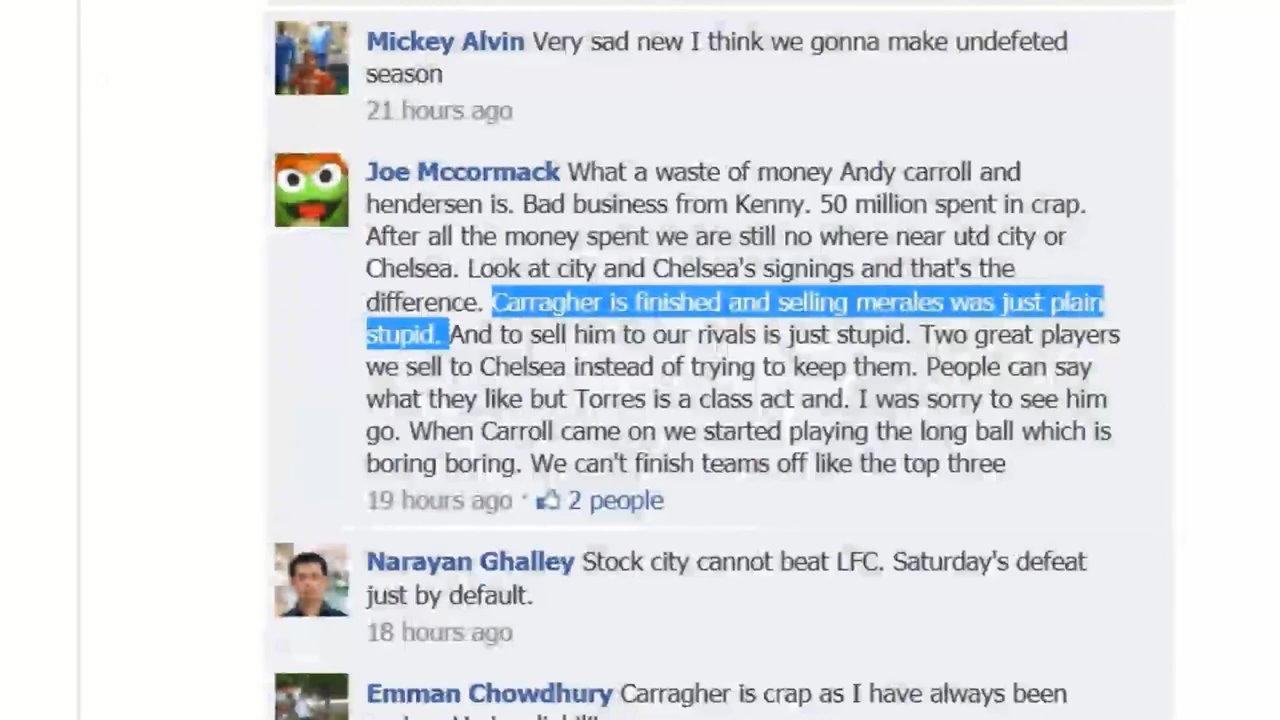 Mickey Alvin Very sad new I think we gonna make undefeted
season
21 hours ago
Joe Mccormack What a waste of money Andy carroll and
hendersen is. Bad business from Kenny. 50 million spent in crap.
After all the money spent we are still no where near utd city or
Chelsea. Look at city and Chelsea's signings and that's the
difference. Carragher is finished and selling merales was just plain
stupid. And to sell him to our rivals is just stupid. Two great players
we sell to Chelsea instead of trying to keep them. People can say
what they like but Torres is a class act and. I was sorry to see him
go. When Carroll came on we started playing the long ball which is
boring boring. We can't finish teams off like the top three
19 hours ago · 2 people
Narayan Ghalley Stock city cannot beat LFC. Saturday's defeat
just by default.
18 hours ago
Emman Chowdhury Carragher is crap as I have always been